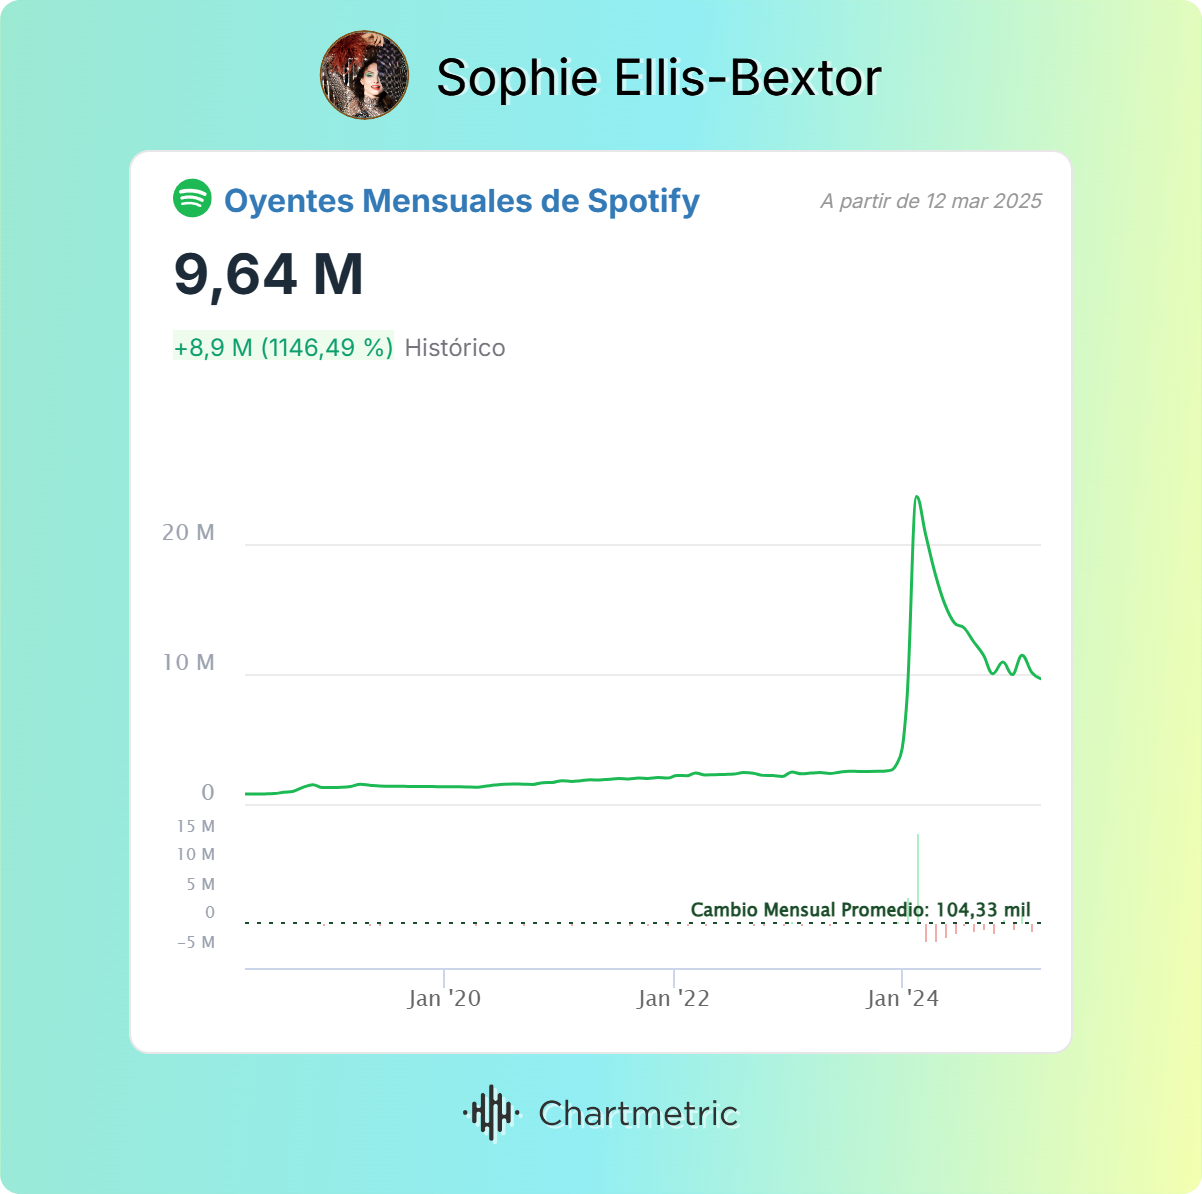 Sophie Ellis-Bextor
Oyentes Mensuales de Spotify
A partir de 12 mar 2025
9,64 M
+8,9 M (1146,49 %) Histórico
20 M
10 M
0
15 M
10 M
5 M
0
−5 M
Cambio Mensual Promedio: 104,33 mil
Jan '20
Jan '22
Jan '24
Chartmetric